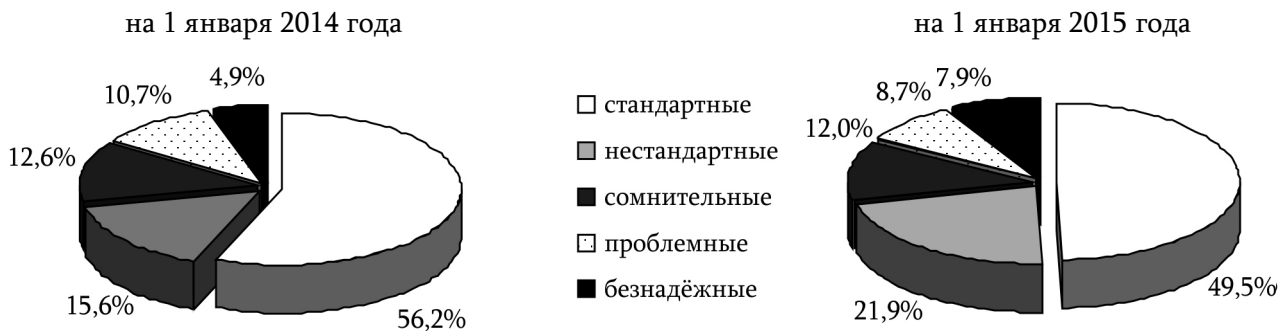 на 1 января 2014 года
4,9%
10,7%
12,6%
15,6%
56,2%
стандартные
нестандартные
сомнительные
проблемные
безнадёжные
на 1 января 2015 года
7,9%
8,7%
12,0%
21,9%
49,5%